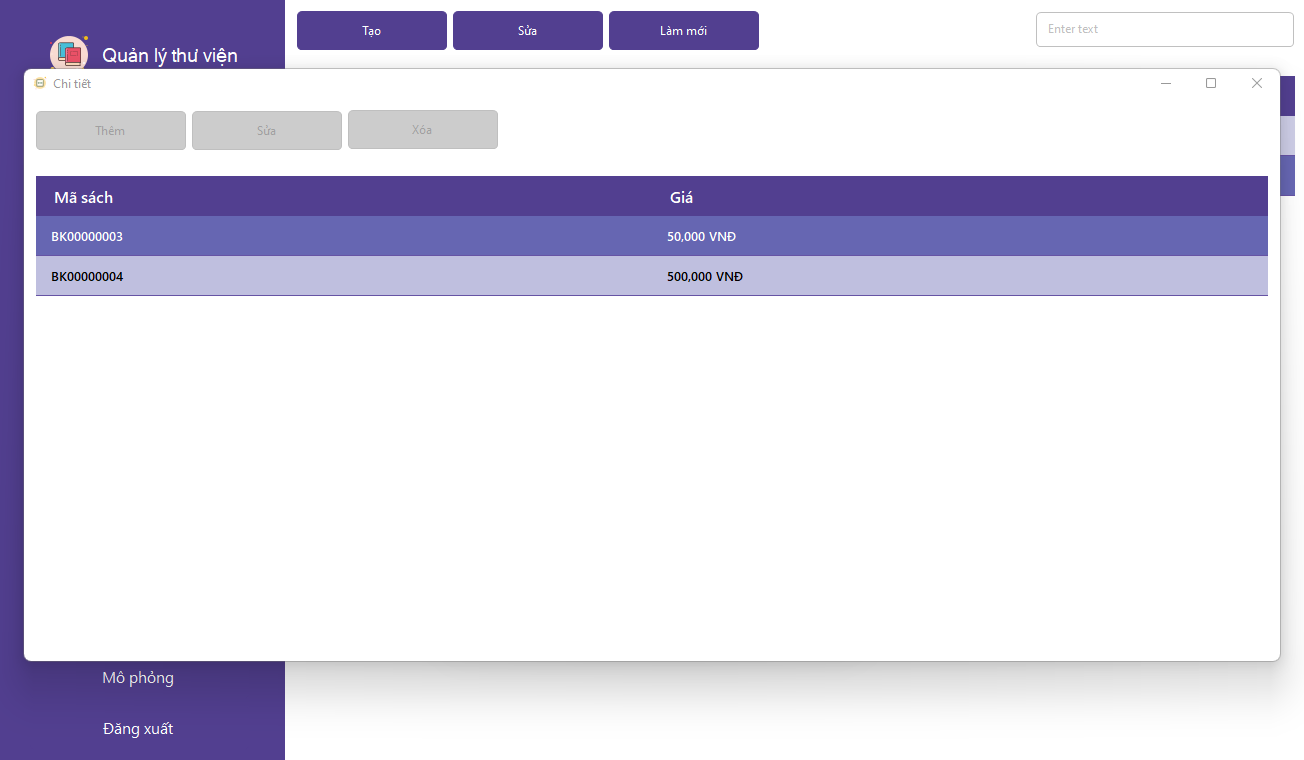 Quản lý thư viện
Tạo
Sửa
Làm mới
Enter text
Chi tiết
Thêm
Sửa
Xóa
Mã sách Giá
BK00000003 50,000 VNĐ
BK00000004 500,000 VNĐ
Mô phỏng
Đăng xuất